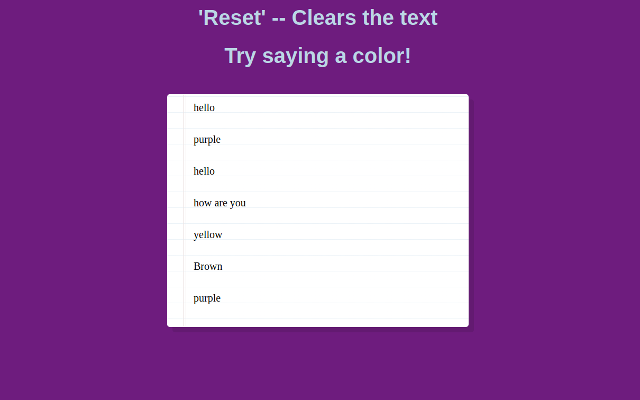 'Reset' -- Clears the text
Try saying a color!
hello
purple
hello
how are you
yellow
Brown
purple